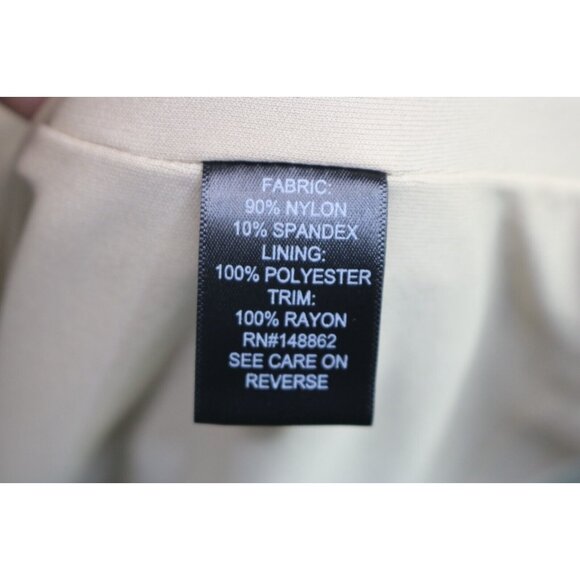 FABRIC:
90% NYLON
10% SPANDEX
LINING:
100% POLYESTER
TRIM:
100% RAYON
RN#148862
SEE CARE ON
REVERSE